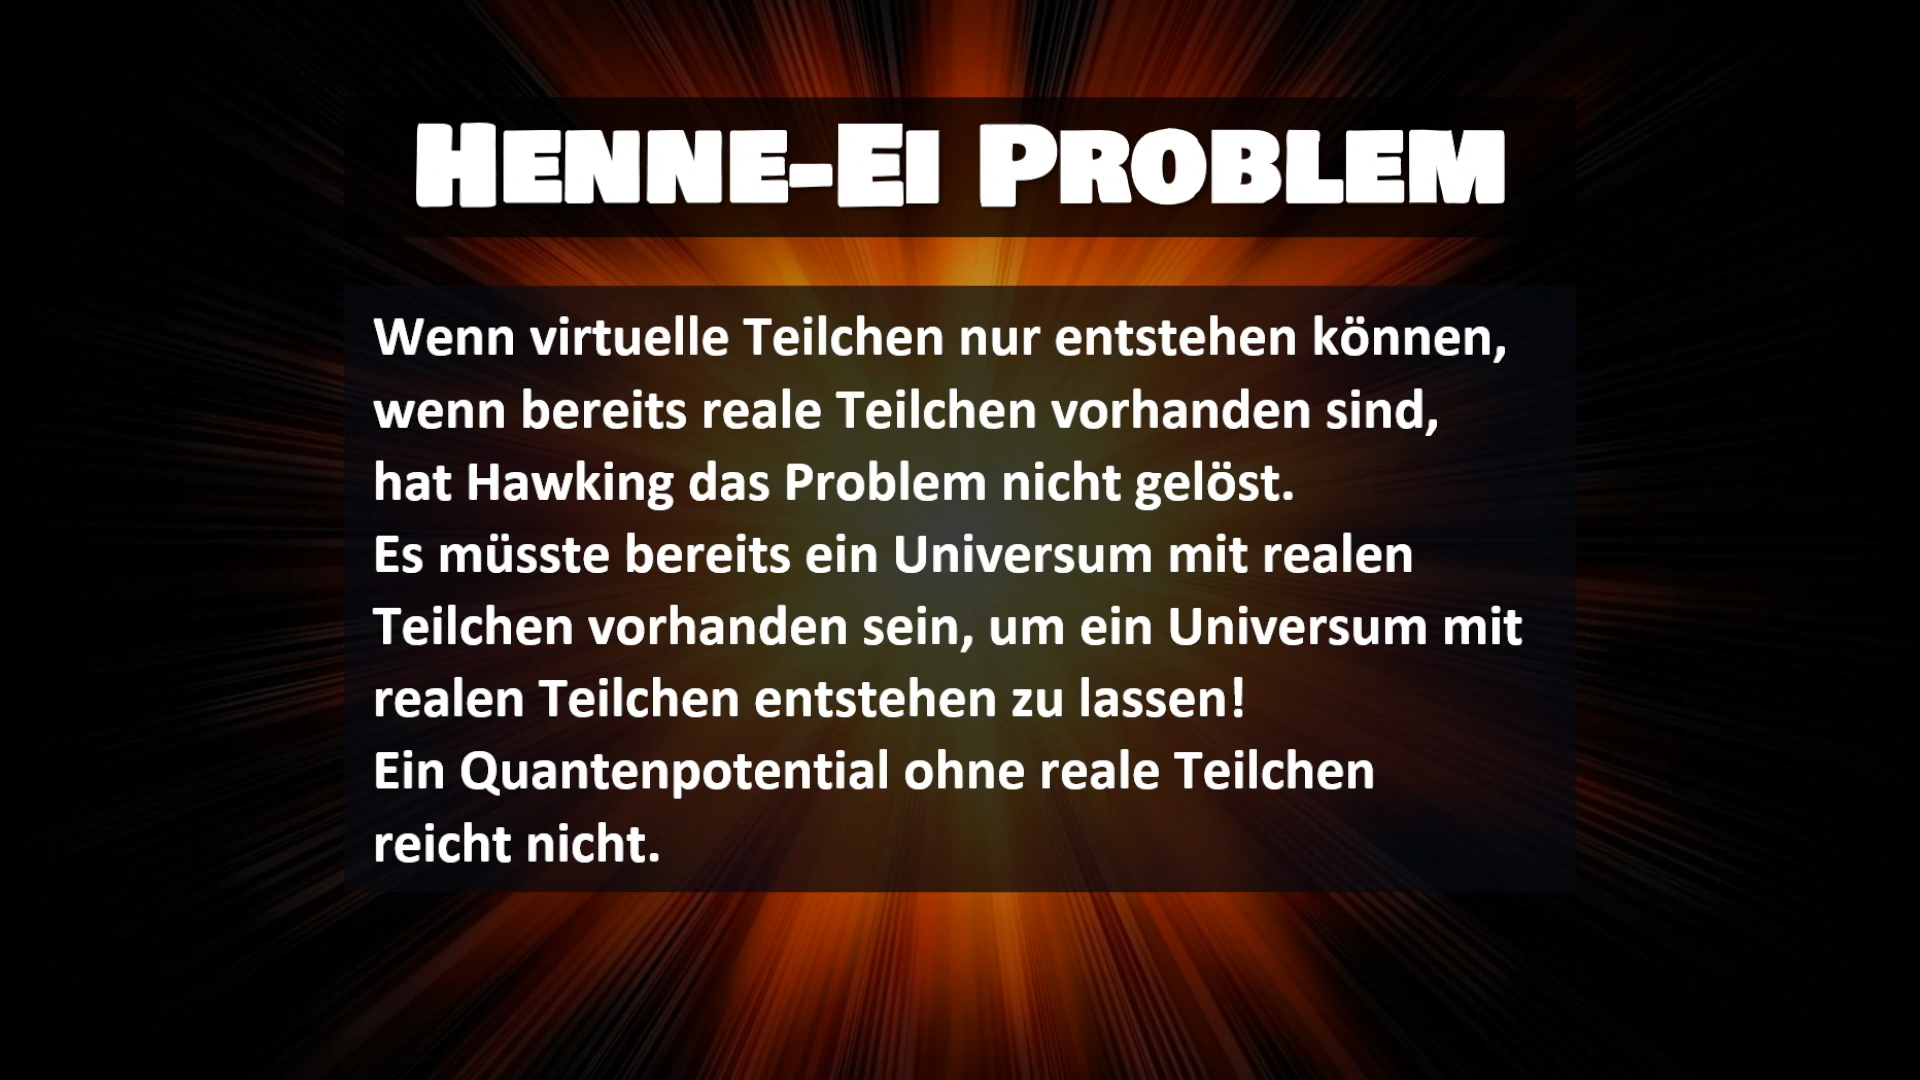 Henne-Ei Problem
Wenn virtuelle Teilchen nur entstehen können,
wenn bereits reale Teilchen vorhanden sind,
hat Hawking das Problem nicht gelöst.
Es müsste bereits ein Universum mit realen
Teilchen vorhanden sein, um ein Universum mit
realen Teilchen entstehen zu lassen!
Ein Quantenpotential ohne reale Teilchen
reicht nicht.